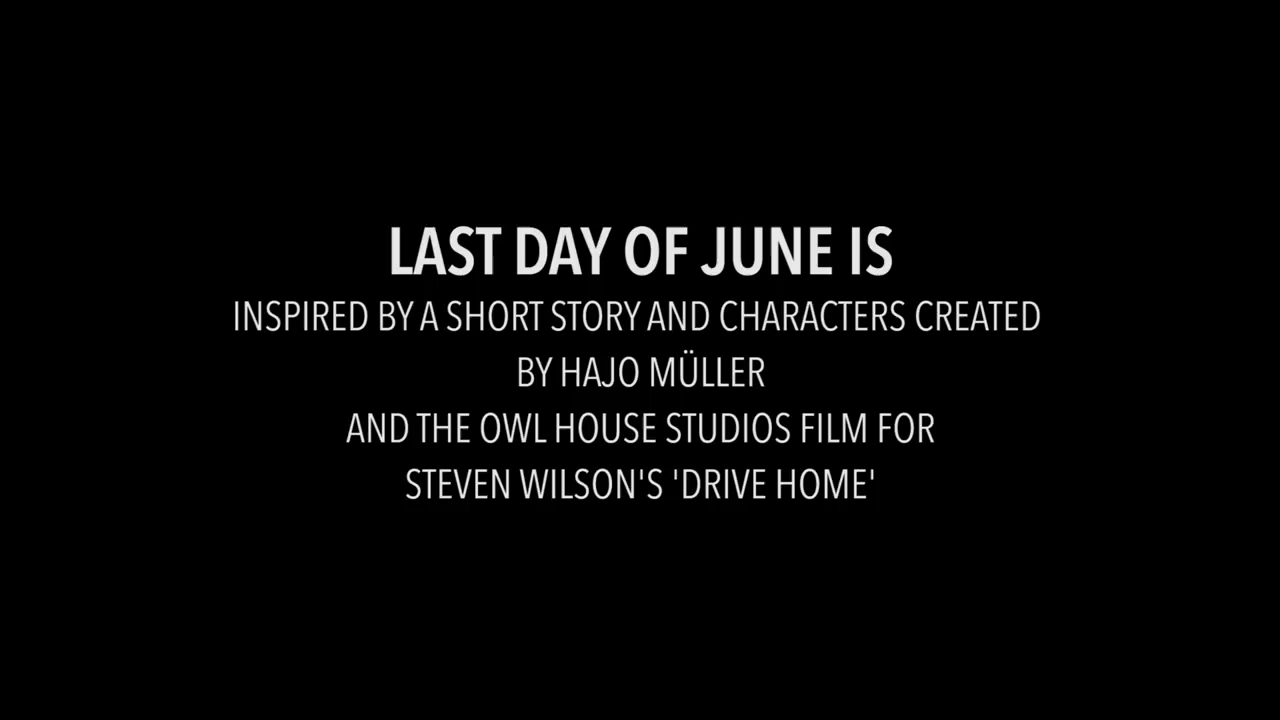 LAST DAY OF JUNE IS
INSPIRED BY A SHORT STORY AND CHARACTERS CREATED
BY HAJO MÜLLER
AND THE OWL HOUSE STUDIOS FILM FOR
STEVEN WILSON'S 'DRIVE HOME'